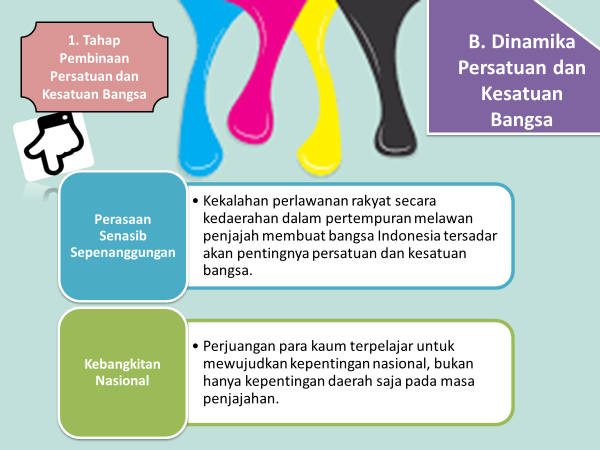 1. Tahap
Pembinaan
Persatuan dan
Kesatuan Bangsa
B. Dinamika
Persatuan dan
Kesatuan
Bangsa
Perasaan
Senasib
Sepenanggungan
• Kekalahan perlawanan rakyat secara
kedaerahan dalam pertempuran melawan
penjajah membuat bangsa Indonesia tersadar
akan pentingnya persatuan dan kesatuan
bangsa.
Kebangkitan
Nasional
• Perjuangan para kaum terpelajar untuk
mewujudkan kepentingan nasional, bukan
hanya kepentingan daerah saja pada masa
penjajahan.